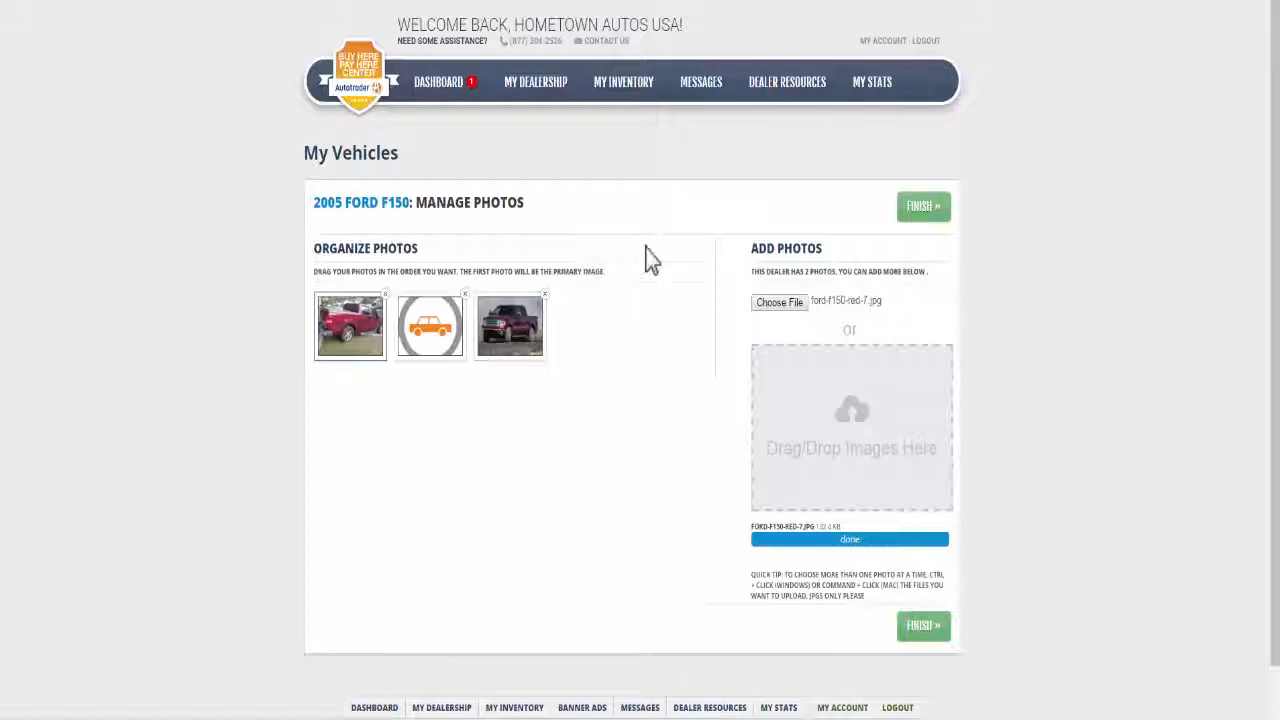 WELCOME BACK, HOMETOWN AUTOS USA!
NEED SOME ASSISTANCE? (877) 204-2526 CONTACT US
MY ACCOUNT LOGOUT
BUY HERE
PAY HERE
CENTER
Autotrader
DASHBOARD 1 MY DEALERSHIP MY INVENTORY MESSAGES DEALER RESOURCES MY STATS
My Vehicles
2005 FORD F150: MANAGE PHOTOS
FINISH »
ORGANIZE PHOTOS
DRAG YOUR PHOTOS IN THE ORDER YOU WANT. THE FIRST PHOTO WILL BE THE PRIMARY IMAGE.
x x x
ADD PHOTOS
THIS DEALER HAS 2 PHOTOS, YOU CAN ADD MORE BELOW .
Choose File ford-f150-red-7.jpg
or
Drag/Drop Images Here
FORD-F150-RED-7.JPG 132.4 KB
done
QUICK TIP: TO CHOOSE MORE THAN ONE PHOTO AT A TIME, CTRL
+ CLICK (WINDOWS) OR COMMAND + CLICK (MAC) THE FILES YOU
WANT TO UPLOAD. JPGS ONLY PLEASE
FINISH »
DASHBOARD MY DEALERSHIP MY INVENTORY BANNER ADS MESSAGES DEALER RESOURCES MY STATS MY ACCOUNT LOGOUT